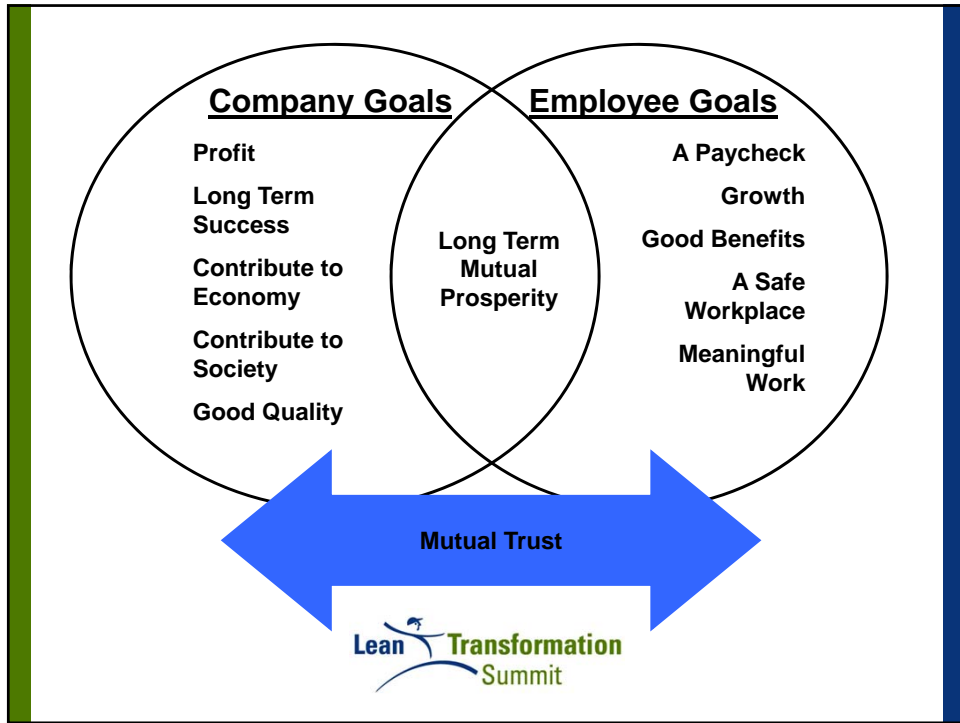 Company Goals
Profit
Long Term
Success
Contribute to
Economy
Contribute to
Society
Good Quality
Long Term
Mutual
Prosperity
Employee Goals
A Paycheck
Growth
Good Benefits
A Safe
Workplace
Meaningful
Work
Mutual Trust
Lean Transformation
Summit